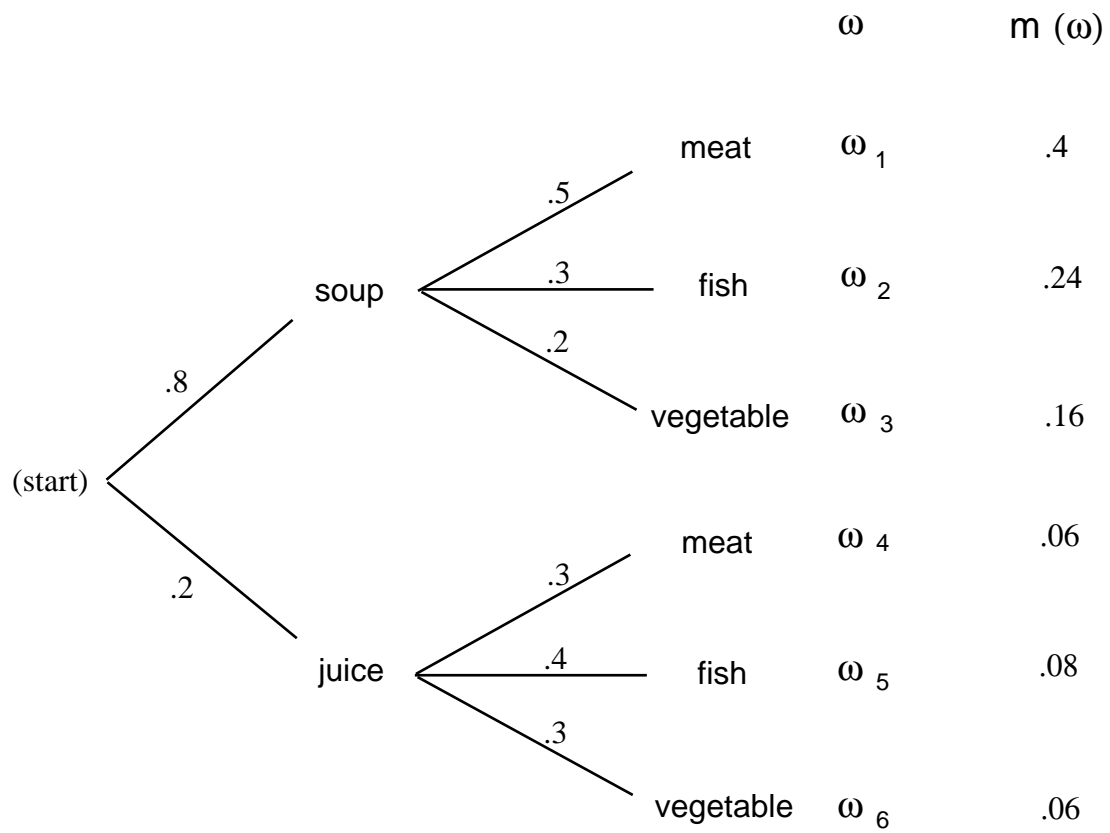 ω m (ω)
meat ω 1 .4
.5
soup .3 fish ω 2 .24
.2
.8
vegetable ω 3 .16
(start)
meat ω 4 .06
.2 .3
juice .4 fish ω 5 .08
.3
vegetable ω 6 .06